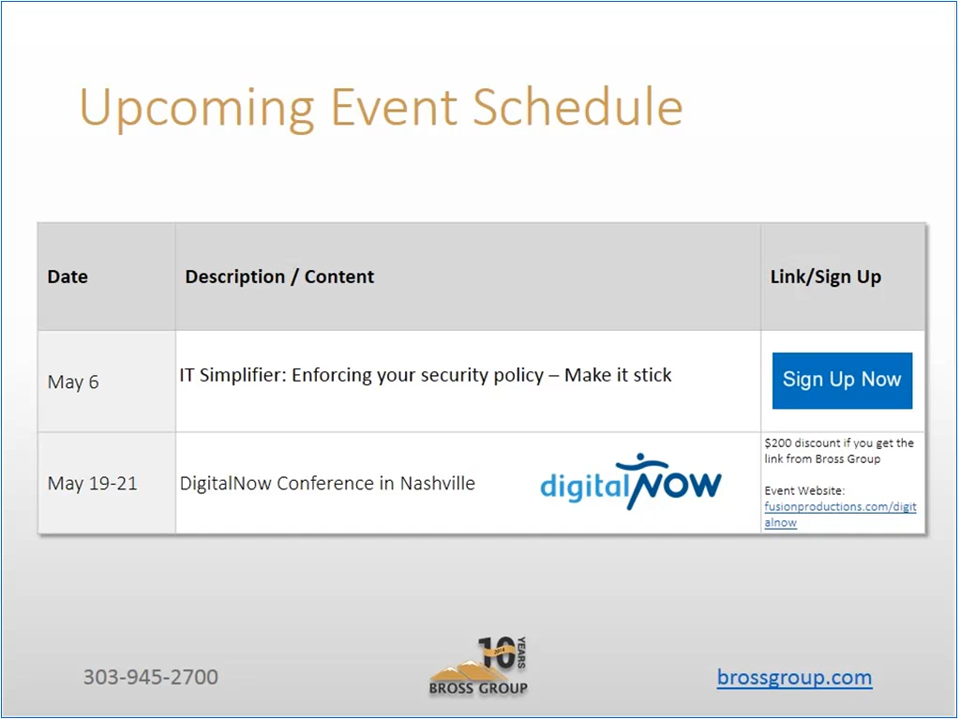 Upcoming Event Schedule
Date
Description / Content
Link/Sign Up
May 6
IT Simplifier: Enforcing your security policy – Make it stick
Sign Up Now
May 19-21
DigitalNow Conference in Nashville
digitalNOW
$200 discount if you get the
link from Bross Group
Event Website:
fusionproductions.com/digit
alnow
303-945-2700
10
YEARS
2014
BROSS GROUP
brossgroup.com